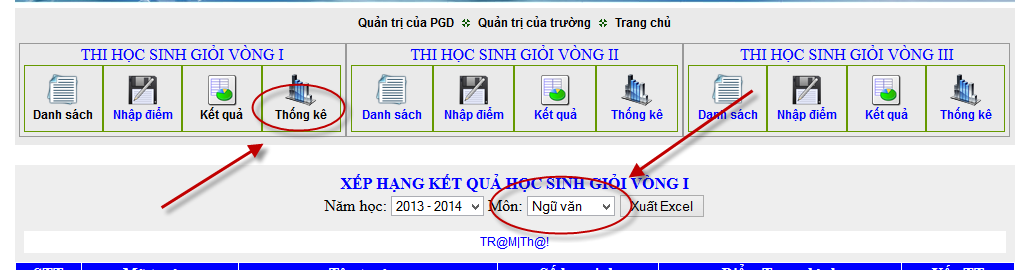 Quản trị của PGD Quản trị của trường Trang chủ
THI HỌC SINH GIỎI VÒNG I THI HỌC SINH GIỎI VÒNG II THI HỌC SINH GIỎI VÒNG III
Danh sách Nhập điểm Kết quả Thống kê Danh sách Nhập điểm Kết quả Thống kê Danh sách Nhập điểm Kết quả Thống kê
XẾP HẠNG KẾT QUẢ HỌC SINH GIỎI VÒNG I
Năm học: 2013 - 2014 Môn: Ngữ văn Xuất Excel
TR@M|Th@!
STT